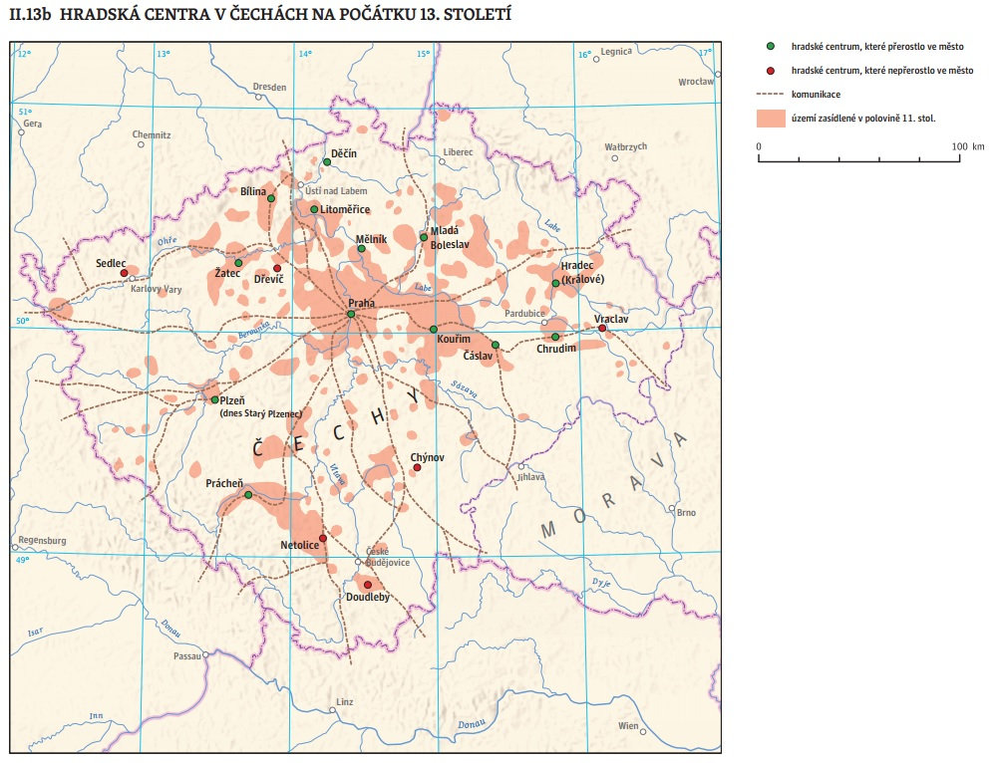 II.13b HRADSKÁ CENTRA V ČECHÁCH NA POČÁTKU 13. STOLETÍ
hradské centrum, které přerostlo ve město
hradské centrum, které nepřerostlo ve město
komunikace
území zasídlené v polovině 11. stol.
0 100 km
12° 13° 14° 15° 16° 17°
Legnica
Wrocław
Dresden
51°
Gera
Chemnitz
Wałbrzych
Liberec
Děčín
Ústí nad Labem
Bílina
Litoměřice
Labe
Mladá
Boleslav
Mělník
Ohře
Sedlec
Žatec
Dřevíč
Hradec
(Králové)
Karlovy Vary
Labe
Praha
Pardubice
Vraclav
50°
Berounka
Kouřim
Čáslav
Chrudim
Sázava
Plzeň
(dnes Starý Plzenec)
ČECHY
Chýnov
Vltava
Jihlava
MORAVA
Prácheň
Brno
Netolice
Regensburg
České
Budějovice
49°
Doudleby
Dyje
Isar
Donau
Passau
Linz
Inn
Donau
Wien